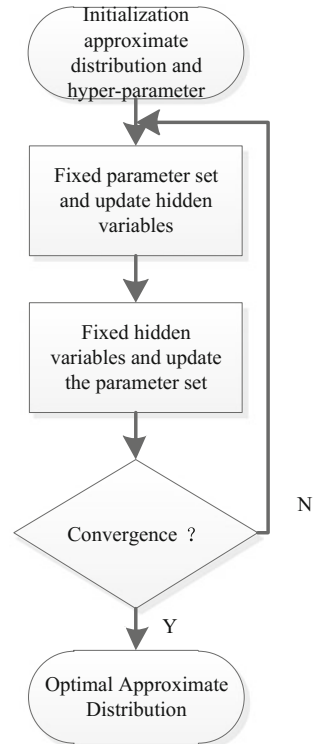 Initialization
approximate
distribution and
hyper-parameter
Fixed parameter set
and update hidden
variables
Fixed hidden
variables and update
the parameter set
Convergence ?
N
Y
Optimal Approximate
Distribution